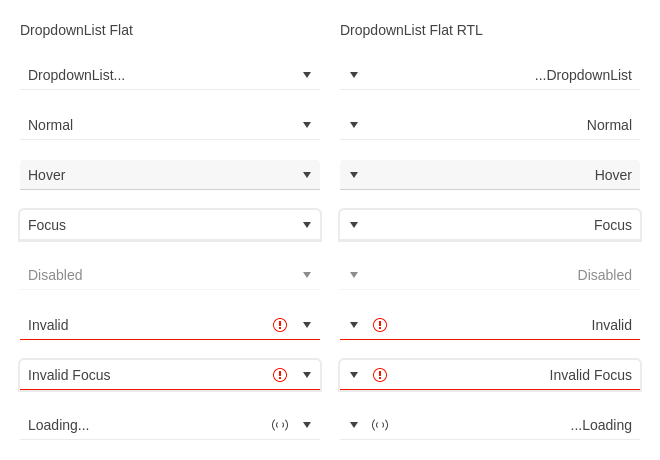 DropdownList Flat
DropdownList...
Normal
Hover
Focus
Disabled
Invalid
Invalid Focus
Loading...
DropdownList Flat RTL
...DropdownList
Normal
Hover
Focus
Disabled
Invalid
Invalid Focus
...Loading